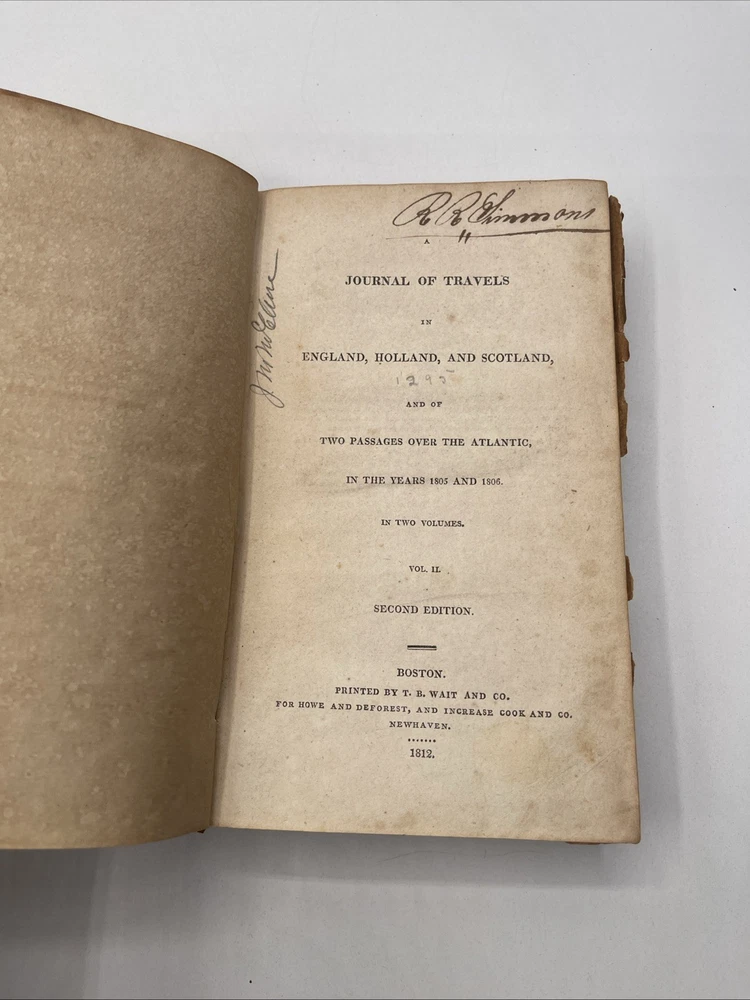 R R Simmons
A
JOURNAL OF TRAVELS
IN
ENGLAND, HOLLAND, AND SCOTLAND,
1295
AND OF
TWO PASSAGES OVER THE ATLANTIC,
IN THE YEARS 1805 AND 1806.
IN TWO VOLUMES.
VOL. II.
SECOND EDITION.
BOSTON.
PRINTED BY T. B. WAIT AND CO.
FOR HOWE AND DEFOREST, AND INCREASE COOK AND CO.
NEWHAVEN.
.......
1812.
J M McClane